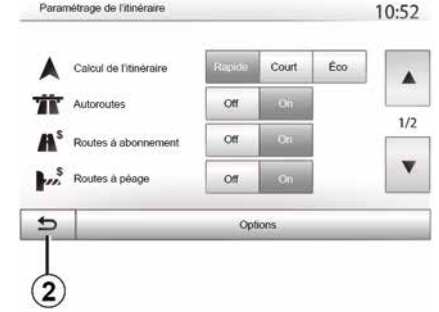 Paramétrage de l'itinéraire 10:52
Calcul de l'itinéraire Rapide Court Éco
Autoroutes Off On
1/2
$ Routes à abonnement Off On
$ Routes à péage Off On
Options
2